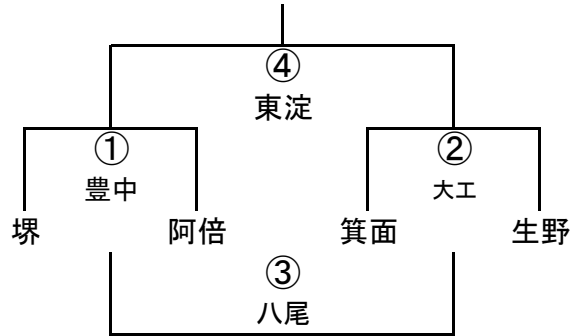 ④
東淀
① ②
豊中 大工
堺 阿倍 箕面 生野
③
八尾